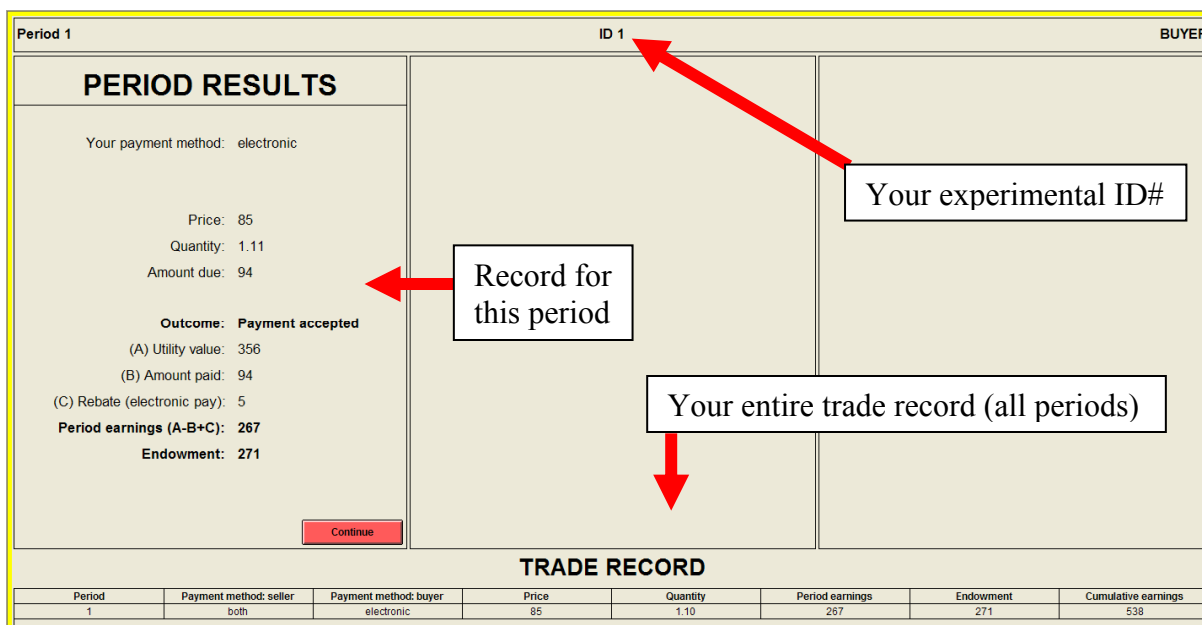 Period 1 ID 1 BUYER
PERIOD RESULTS
Your payment method: electronic
Your experimental ID#
Price: 85
Quantity: 1.11
Amount due: 94
Record for
this period
Outcome: Payment accepted
(A) Utility value: 356
(B) Amount paid: 94
(C) Rebate (electronic pay): 5
Period earnings (A-B+C): 267
Endowment: 271
Your entire trade record (all periods)
Continue
TRADE RECORD
Period Payment method: seller Payment method: buyer Price Quantity Period earnings Endowment Cumulative earnings
1 both electronic 85 1.10 267 271 538